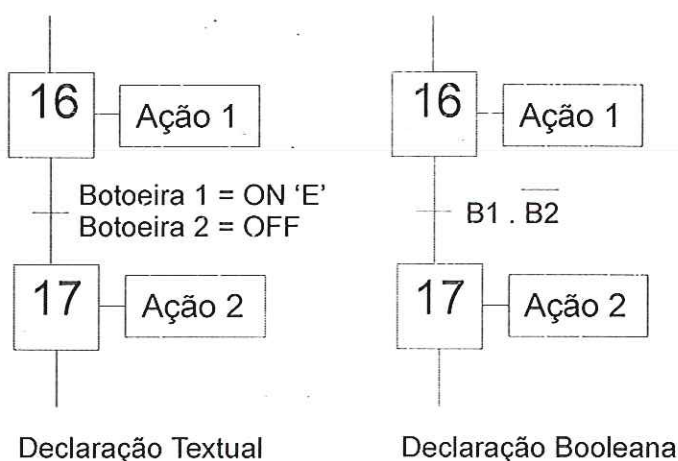 16
Ação 1
Botoeira 1 = ON 'E'
Botoeira 2 = OFF
17
Ação 2
Declaração Textual
16
Ação 1
B1 . B̅2̅
17
Ação 2
Declaração Booleana